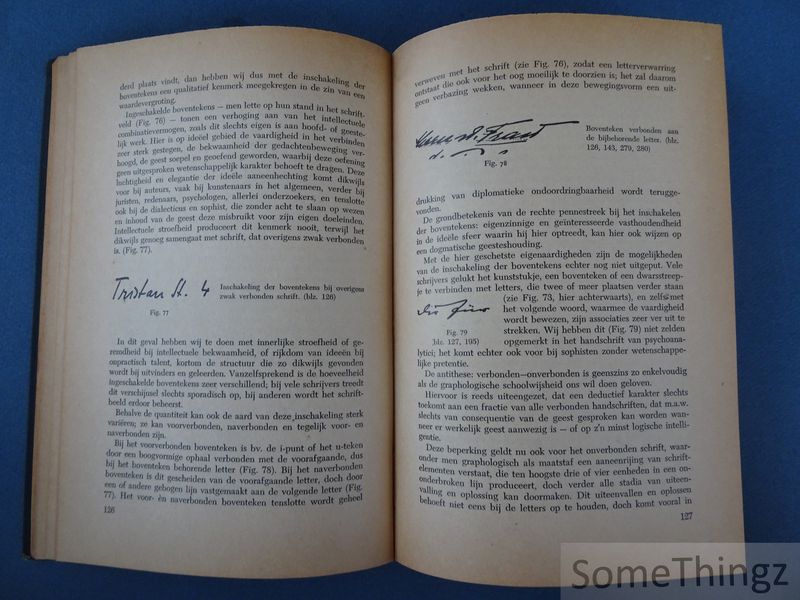 derd plaats vindt, dan hebben wij dus met de inschakeling der
boventekens een qualitatief kenmerk meegekregen in de zin van een
waardevergroting.
Ingeschakelde boventekens – men lette op hun stand in het schrift-
veld (Fig. 76) – tonen een verhoging aan van het intellectuele
combinatievermogen, zoals dit slechts eigen is aan hoofd- of geeste-
lijk werk. Hier is op ideëel gebied de vaardigheid in het verbinden
zeer sterk gestegen, de bekwaamheid der gedachtenbeweging ver-
hoogd, de geest soepel en geoefend geworden, waarbij deze oefening
geen uitgesproken wetenschappelijk karakter behoeft te dragen. Deze
luchtigheid en elegantie der ideële aaneenhechting komt dikwijls
voor bij auteurs, vaak bij kunstenaars in het algemeen, verder bij
juristen, redenaars, psychologen, allerlei onderzoekers, en tenslotte
ook bij de dialecticus en sophist, die zonder acht te slaan op wezen
en inhoud van de geest deze misbruikt voor zijn eigen doeleinden.
Intellectuele stroefheid produceert dit kenmerk nooit, terwijl het
dikwijls genoeg samengaat met schrift, dat overigens zwak verbonden
is. (Fig. 77).
Tristan St. 4
Inschakeling der boventekens bij overigens
zwak verbonden schrift. (blz. 126)
Fig. 77
In dit geval hebben wij te doen met innerlijke stroefheid of ge-
remdheid bij intellectuele bekwaamheid, of rijkdom van ideeën bij
onpractisch talent, kortom de structuur die zo dikwijls gevonden
wordt bij uitvinders en geleerden. Vanzelfsprekend is de hoeveelheid
ingeschakelde boventekens zeer verschillend; bij vele schrijvers treedt
dit verschijnsel slechts sporadisch op, bij anderen wordt het schrift-
beeld erdoor beheerst.
Behalve de quantiteit kan ook de aard van deze inschakeling sterk
variëren; ze kan voorverbonden, naverbonden en tegelijk voor- en
naverbonden zijn.
Bij het voorverbonden boventeken is bv. de i-punt of het u-teken
door een boogvormige ophaal verbonden met de voorafgaande, dus
bij het boventeken behorende letter (Fig. 78). Bij het naverbonden
boventeken is dit gescheiden van de voorafgaande letter, doch door
een of andere gebogen lijn vastgemaakt aan de volgende letter (Fig.
77). Het voor- èn naverbonden boventeken tenslotte wordt geheel
126
verweven met het schrift (zie Fig. 76), zodat een letterverwarring
ontstaat die ook voor het oog moeilijk te doorzien is; het zal daarom
geen verbazing wekken, wanneer in deze bewegingsvorm een uit-
Boventeken verbonden aan
de bijbehorende letter. (blz.
126, 143, 279, 280)
Fig. 78
drukking van diplomatieke ondoordringbaarheid wordt terugge-
vonden.
De grondbetekenis van de rechte pennestreek bij het inschakelen
der boventekens: eigenzinnige en geïnteresseerde vasthoudendheid
in de ideële sfeer waarin hij hier optreedt, kan hier ook wijzen op
een dogmatische geesteshouding.
Met de hier geschetste eigenaardigheden zijn de mogelijkheden
van de inschakeling der boventekens echter nog niet uitgeput. Vele
schrijvers gelukt het kunststukje, een boventeken of een dwarsstreep-
je te verbinden met letters, die twee of meer plaatsen verder staan
(zie Fig. 73, hier achterwaarts), en zelfs met
het volgende woord, waarmee de vaardigheid
wordt bewezen, zijn associaties zeer ver uit te
strekken. Wij hebben dit (Fig. 79) niet zelden
opgemerkt in het handschrift van psychoana-
die für
Fig. 79
(blz. 127, 195)
lytici; het komt echter ook voor bij sophisten zonder wetenschappe-
lijke pretentie.
De antithese: verbonden–onverbonden is geenszins zo enkelvoudig
als de graphologische schoolwijsheid ons wil doen geloven.
Hiervoor is reeds uiteengezet, dat een deductief karakter slechts
toekomt aan een fractie van alle verbonden handschriften, dat m.a.w.
slechts van consequentie van de geest gesproken kan worden wan-
neer er werkelijk geest aanwezig is – of op z'n minst logische intelli-
gentie.
Deze beperking geldt nu ook voor het onverbonden schrift, waar-
onder men graphologisch als maatstaf een aaneenrijing van schrift-
elementen verstaat, die ten hoogste drie of vier eenheden in een on-
onderbroken lijn produceert, doch verder alle stadia van uiteen-
valling en oplossing kan doormaken. Dit uiteenvallen en oplossen
behoeft niet eens bij de letters op te houden, doch komt vooral in
127
SomeThingz